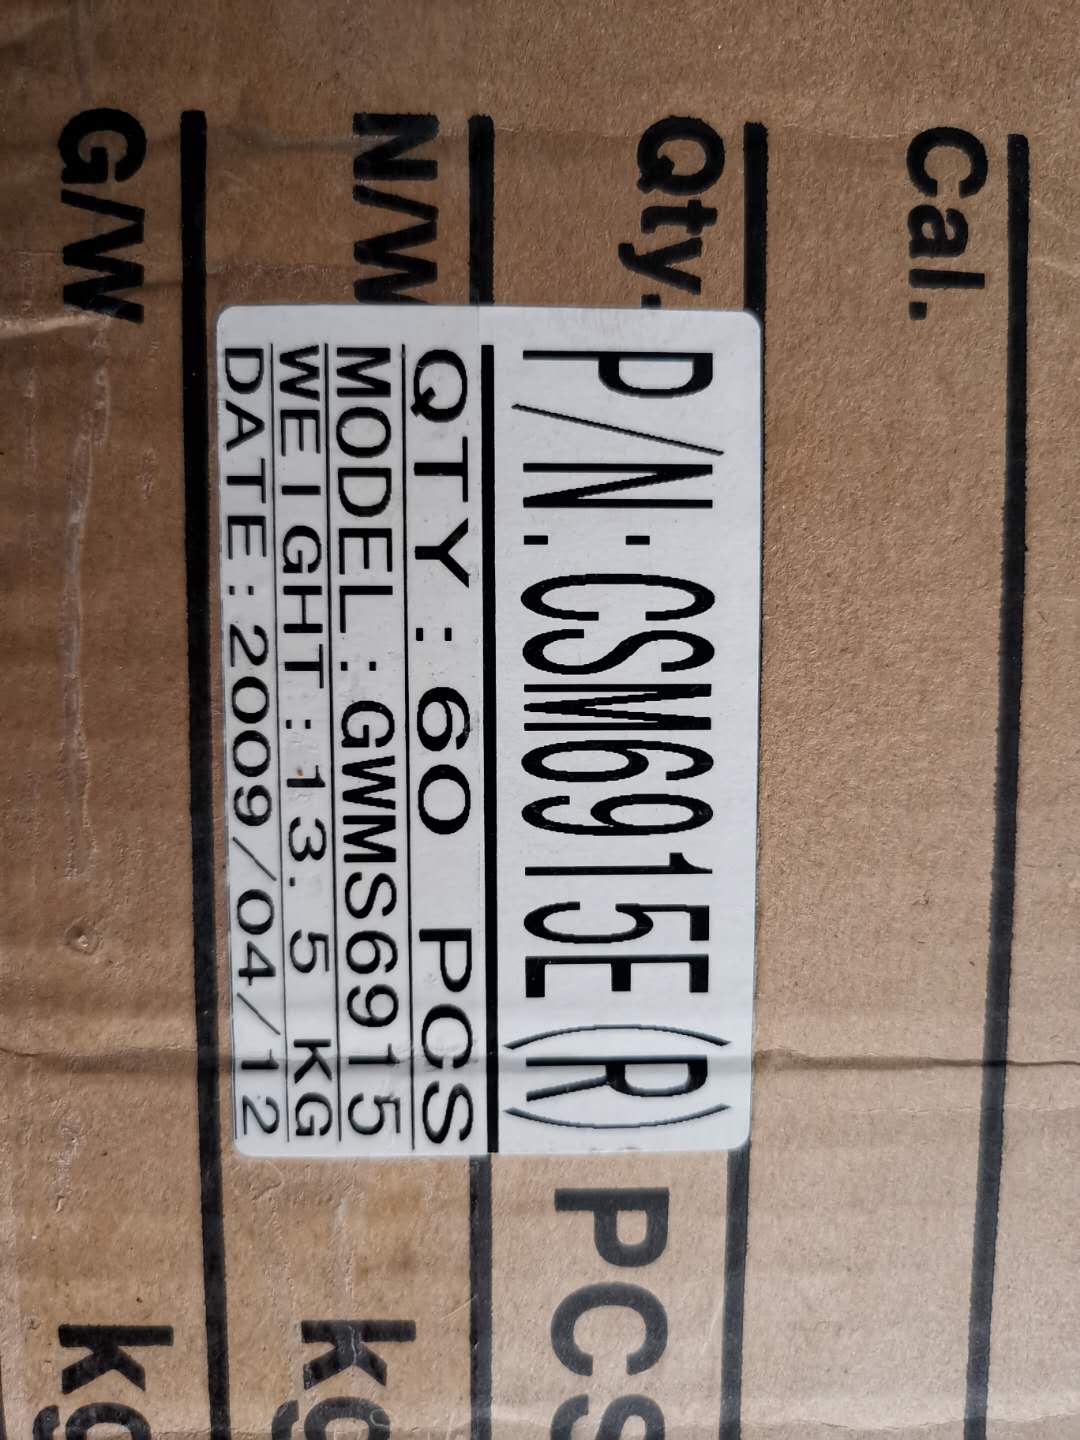 Cal.
Qty. PCS
N/W kg
G/W kg
P/N:CSM6915E(R)
QTY:60 PCS
MODEL:GWMS6915
WEIGHT:13.5 KG
DATE:2009/04/12